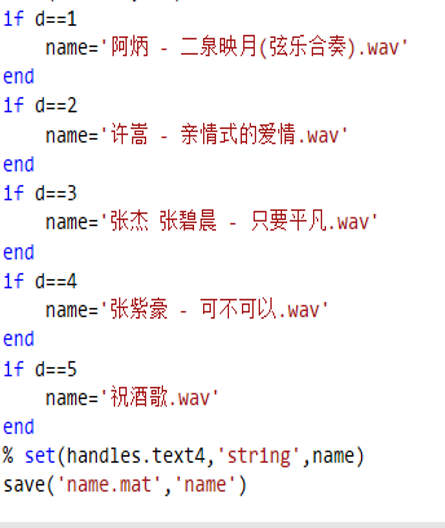 if d==1
    name='阿炳 - 二泉映月(弦乐合奏).wav'
end
if d==2
    name='许嵩 - 亲情式的爱情.wav'
end
if d==3
    name='张杰 张碧晨 - 只要平凡.wav'
end
if d==4
    name='张紫豪 - 可不可以.wav'
end
if d==5
    name='祝酒歌.wav'
end
% set(handles.text4,'string',name)
save('name.mat','name')